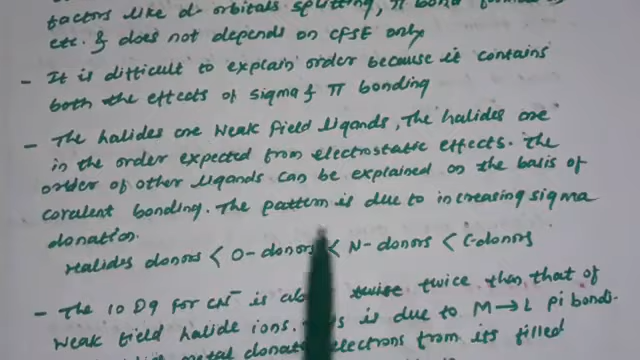 factors like d- orbitals splitting, π bond
etc. & does not depends on CFSE only
- It is difficult to explain order because it contains
both the effects of sigma & π bonding
- The halides are weak field ligands, The halides are
in the order expected from electrostatic effects. The
order of other ligands can be explained on the basis of
covalent bonding. The pattern is due to increasing sigma
donation.
Halides donors < O-donors < N-donors < C-donors
- The 10 Dq for CN⁻ is twice than that of
weak field halide ions. is due to M→L pi bondi-
metal donates electrons from its filled